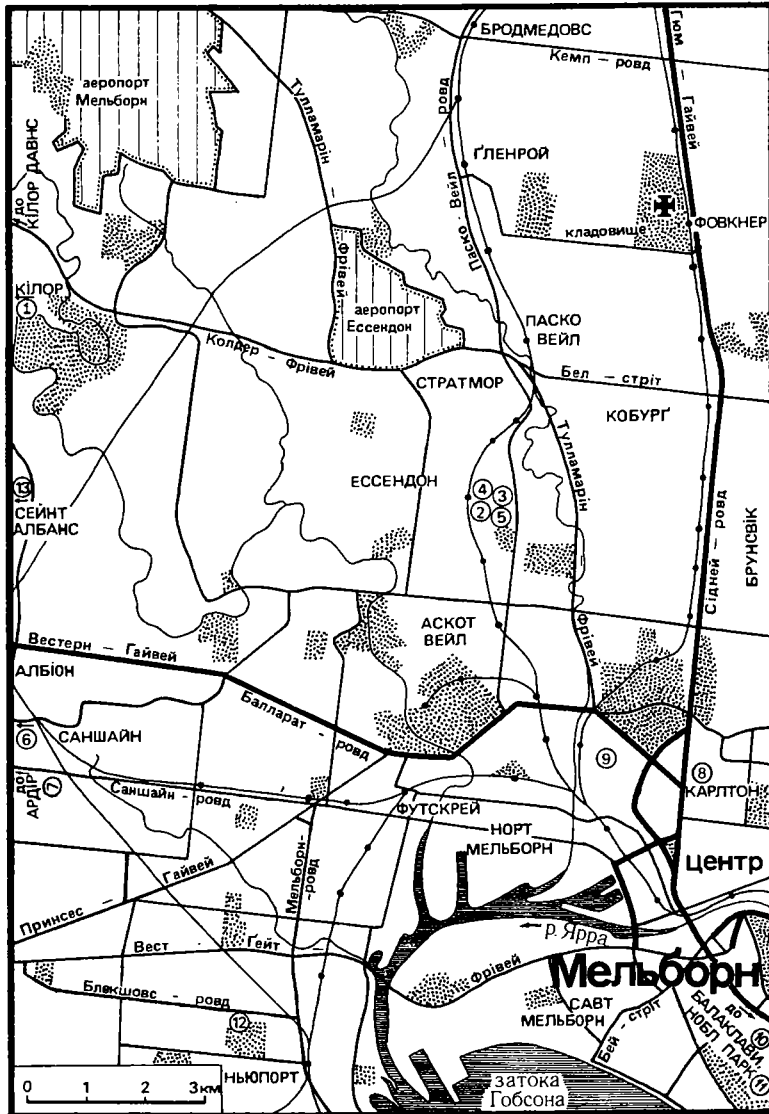 БРОДМЕДОВС
Кемп – ровд
Гюм – Гайвей
аеропорт
Мельборн
Тулламарін
Фрівей
Паско Вейл – ровд
ҐЛЕНРОЙ
до
КІЛОР ДАВНС
кладовище
ФОВКНЕР
КІЛОР
1
аеропорт
Ессендон
ПАСКО
ВЕЙЛ
Колдер – Фрівей
СТРАТМОР
Бел – стріт
КОБУРҐ
Тулламарін
Фрівей
ЕССЕНДОН
4
3
2
5
13
СЕЙНТ
АЛБАНС
Сідней – ровд
БРУНСВІК
АСКОТ
ВЕЙЛ
Вестерн – Гайвей
АЛБІОН
Балларат – ровд
6
САНШАЙН
9
8
КАРЛТОН
до
АРДІР
7
Саншайн – ровд
ФУТСКРЕЙ
НОРТ
МЕЛЬБОРН
ЦЕНТР
Принсес – Гайвей
Мельборн-
-ровд
р. Ярра
Вест Ґейт Фрівей
Мельборн
Блекшовс – ровд
САВТ
МЕЛЬБОРН
Бей – стріт
до
БАЛАКЛАВИ
НОБЛ ПАРК
10
11
12
НЬЮПОРТ
затока
Гобсона
0 1 2 3 км